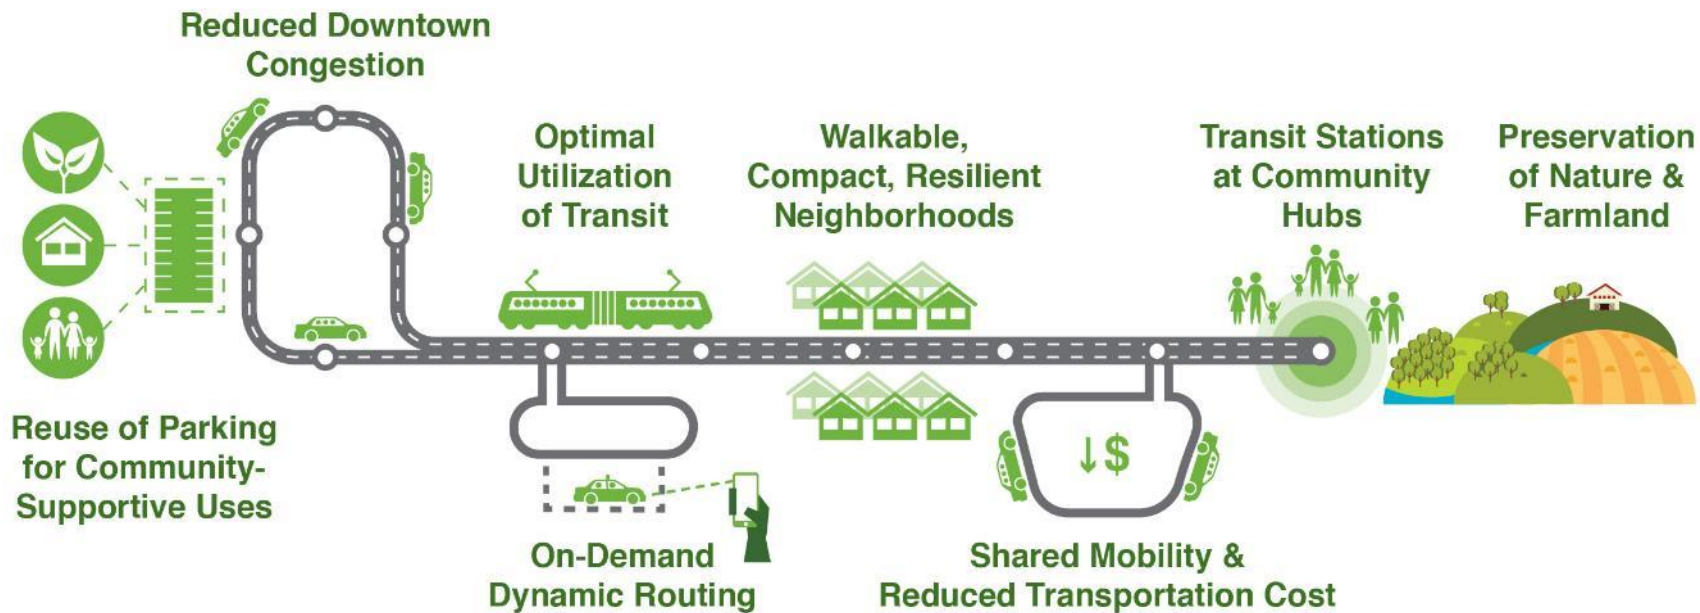 Reduced Downtown
Congestion
Optimal
Utilization
of Transit
Walkable,
Compact, Resilient
Neighborhoods
Transit Stations
at Community
Hubs
Preservation
of Nature &
Farmland
Reuse of Parking
for Community-
Supportive Uses
↓$
On-Demand
Dynamic Routing
Shared Mobility &
Reduced Transportation Cost